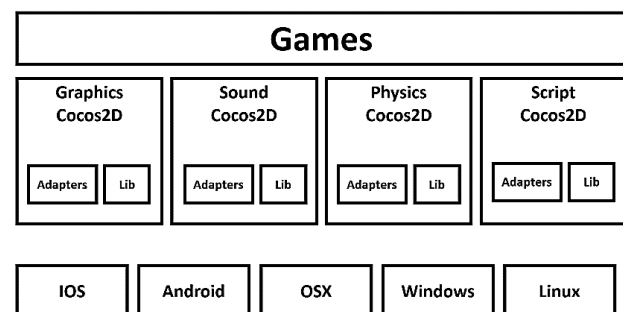 Games
Graphics
Cocos2D
Sound
Cocos2D
Physics
Cocos2D
Script
Cocos2D
Adapters
Lib
Adapters
Lib
Adapters
Lib
Adapters
Lib
IOS
Android
OSX
Windows
Linux